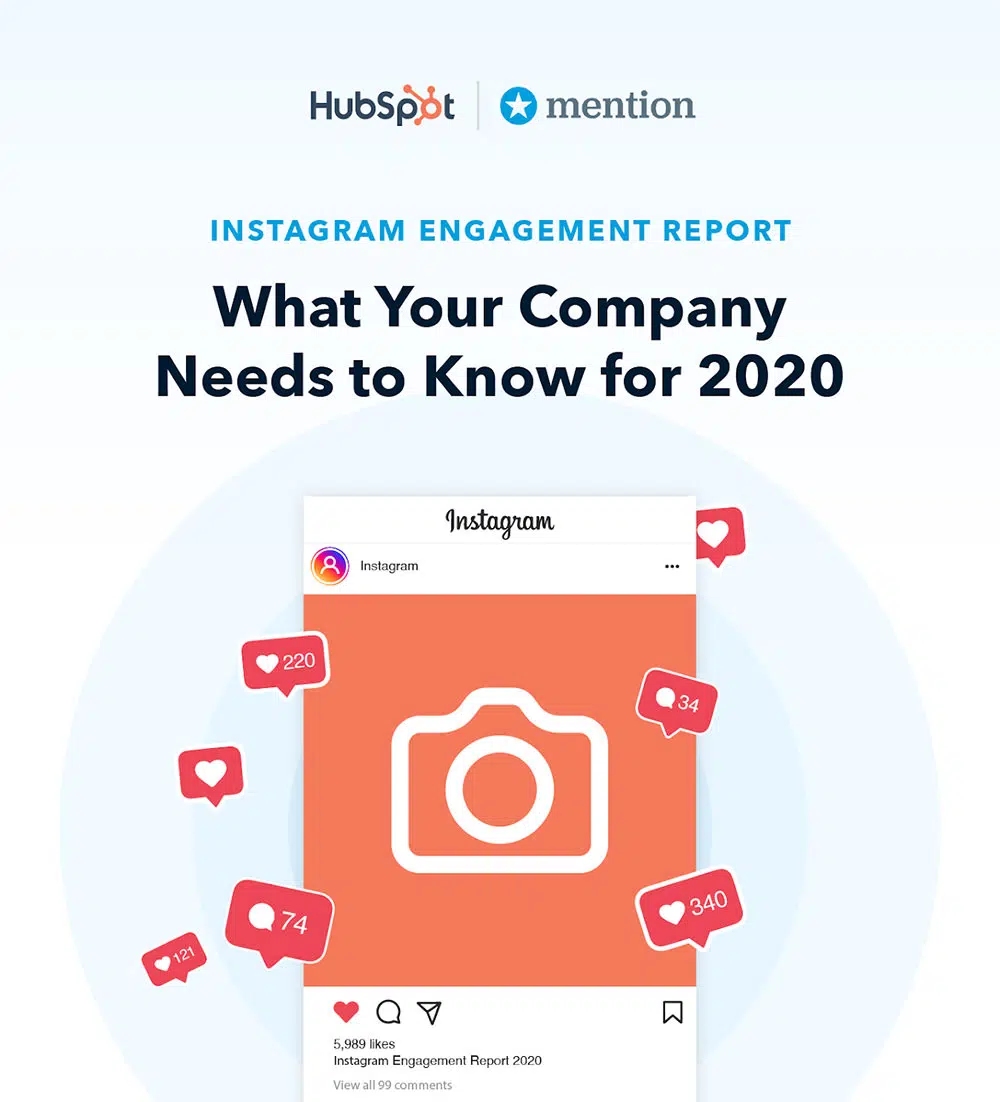 HubSpot
mention
INSTAGRAM ENGAGEMENT REPORT
What Your Company
Needs to Know for 2020
Instagram
Instagram
220
34
340
74
121
5,989 likes
Instagram Engagement Report 2020
View all 99 comments